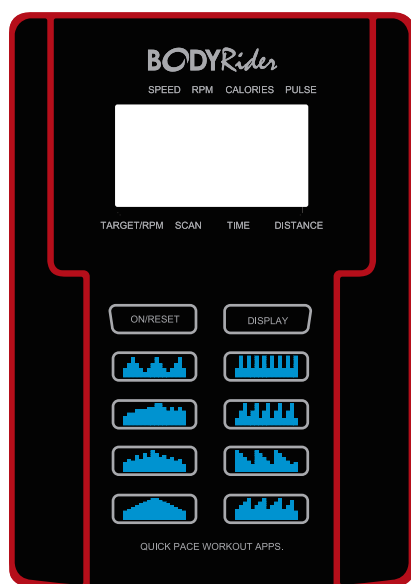 BODYRider
SPEED RPM CALORIES PULSE
TARGET/RPM SCAN TIME DISTANCE
ON/RESET DISPLAY
QUICK PACE WORKOUT APPS.